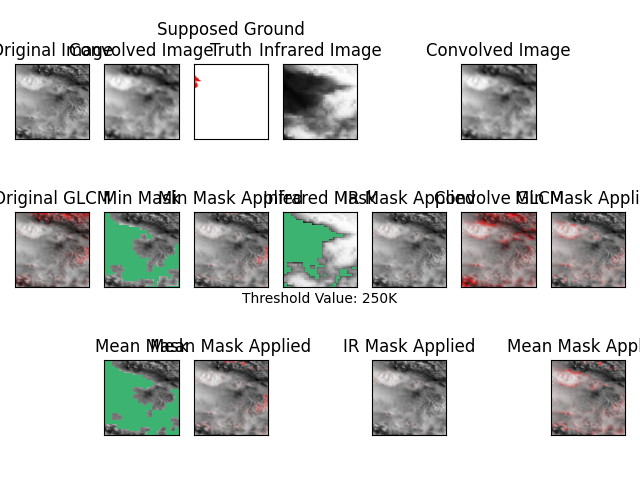 Supposed Ground
Original Image Convolved Image Truth Infrared Image Convolved Image
Original GLCM Min Mask Min Mask Applied Infrared Mask IR Mask Applied Convolve GLCM Min Mask Appli
Threshold Value: 250K
Mean Mask Mean Mask Applied IR Mask Applied Mean Mask Appl